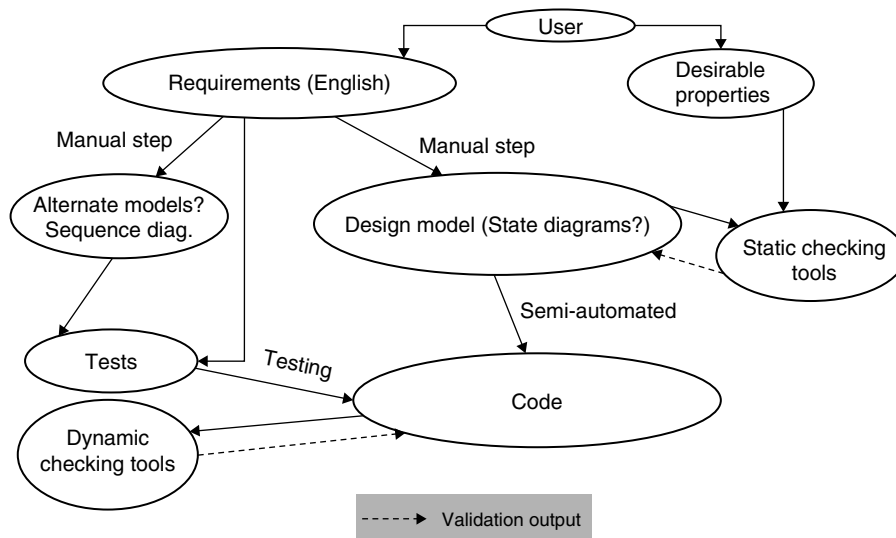 User
Requirements (English)
Desirable
properties
Manual step
Manual step
Alternate models?
Sequence diag.
Design model (State diagrams?)
Static checking
tools
Semi-automated
Tests
Testing
Code
Dynamic
checking tools
Validation output